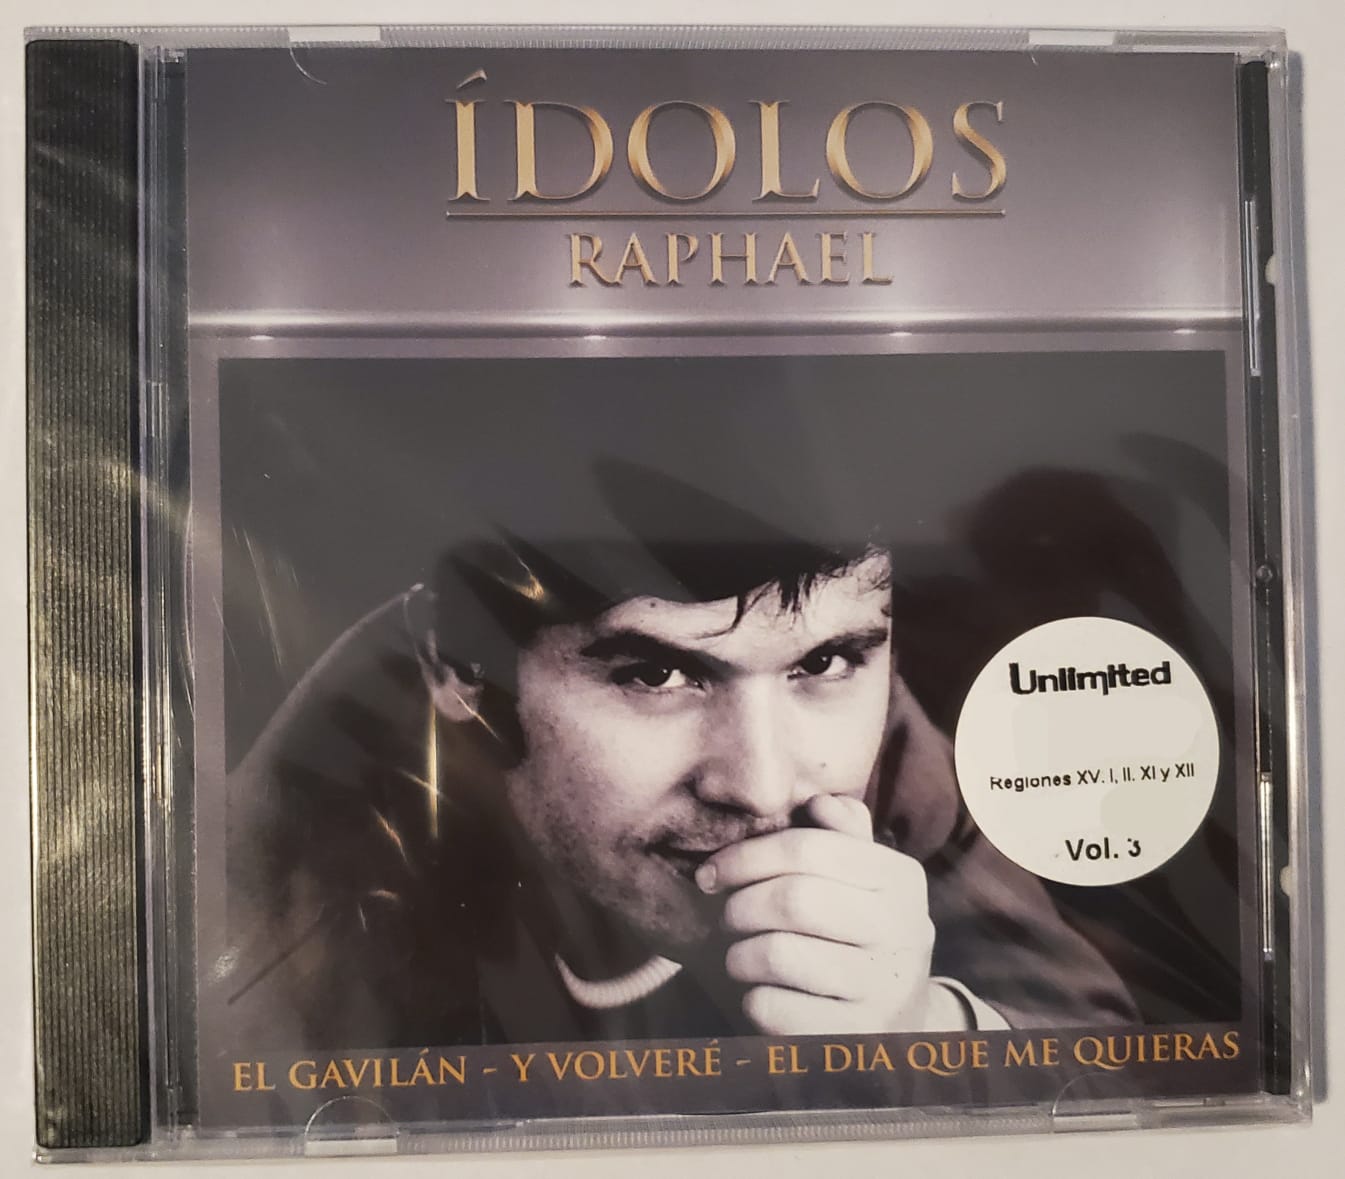 ÍDOLOS
RAPHAEL
Unlimited
Regiones XV. I, II. XI y XII
Vol. 3
EL GAVILÁN - Y VOLVERÉ - EL DIA QUE ME QUIERAS